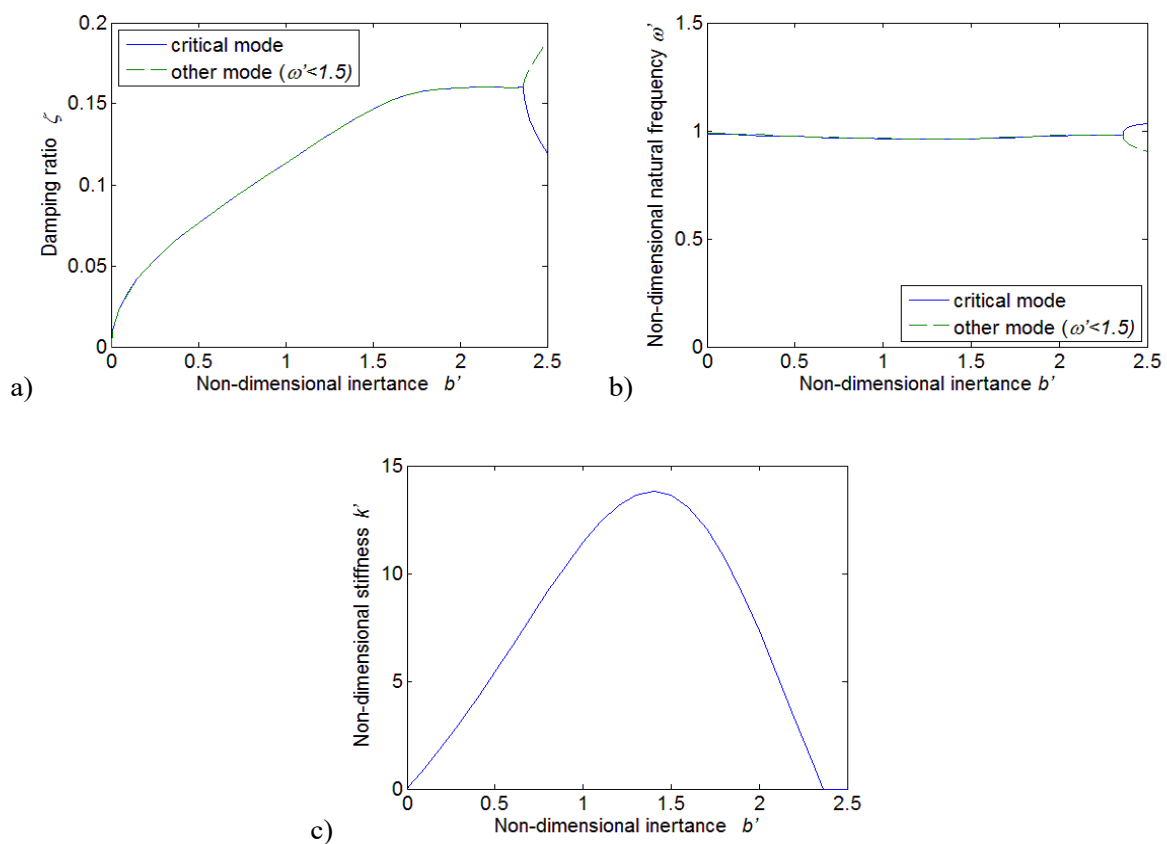 0.2
0.15
0.1
0.05
0
Damping ratio ζ
critical mode
other mode (ω'<1.5)
0 0.5 1 1.5 2 2.5
Non-dimensional inertance b'
a)
1.5
1
0.5
0
Non-dimensional natural frequency ω'
critical mode
other mode (ω'<1.5)
0 0.5 1 1.5 2 2.5
Non-dimensional inertance b'
b)
15
10
5
0
Non-dimensional stiffness k'
0 0.5 1 1.5 2 2.5
Non-dimensional inertance b'
c)